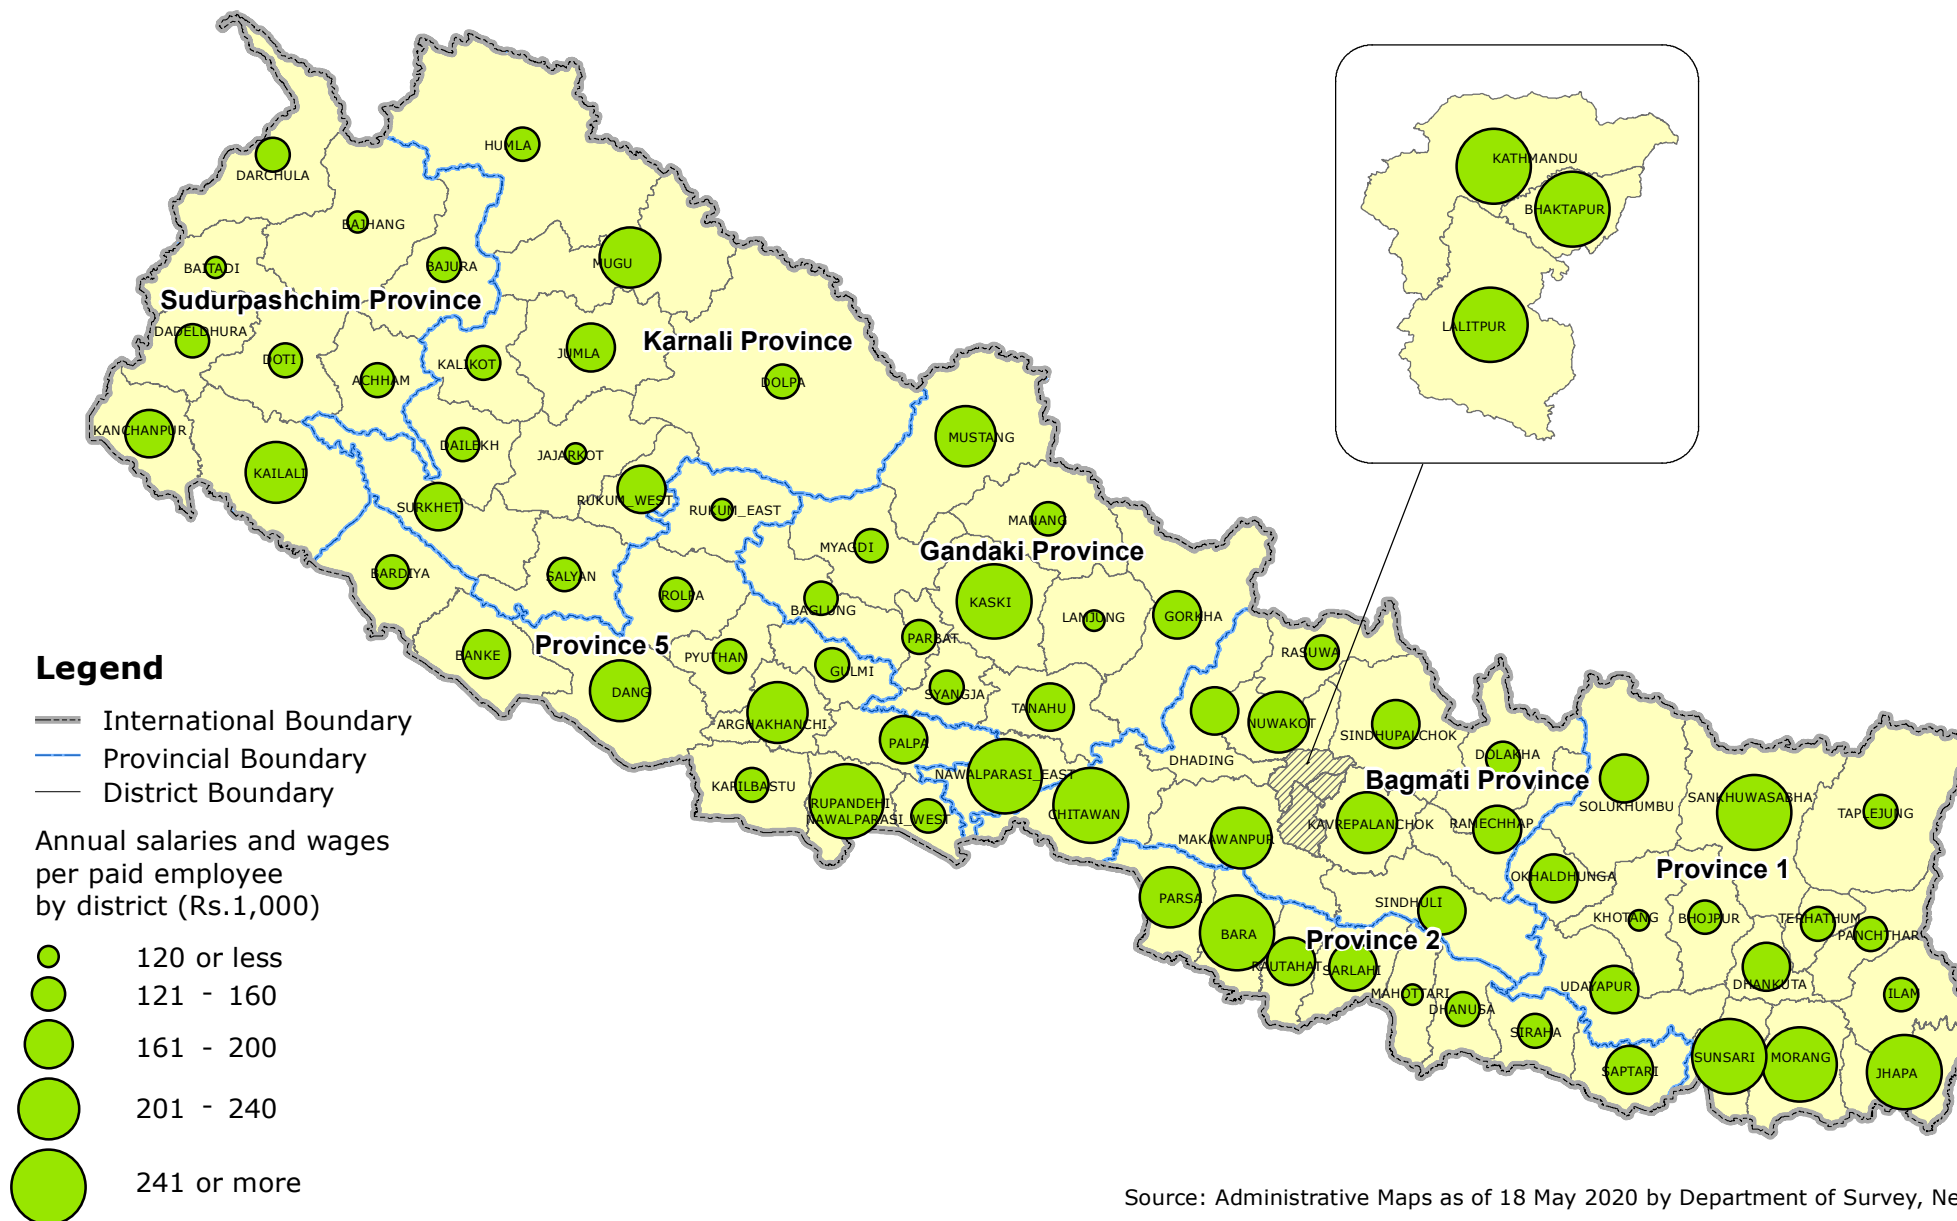 HUMLA
DARCHULA
BAJHANG
BAITADI
BAJURA
MUGU
Sudurpashchim Province
DADELDHURA
DOTI
ACHHAM
KALIKOT
JUMLA
Karnali Province
DOLPA
KANCHANPUR
KAILALI
DAILEKH
JAJARKOT
RUKUM_WEST
RUKUM_EAST
SURKHET
MUSTANG
MANANG
MYAGDI
Gandaki Province
BARDIYA
SALYAN
ROLPA
BAGLUNG
KASKI
LAMJUNG
GORKHA
BANKE
Province 5
PYUTHAN
GULMI
PARBAT
DANG
ARGHAKHANCHI
SYANGJA
TANAHU
PALPA
KAPILBASTU
RUPANDEHI
NAWALPARASI_WEST
NAWALPARASI_EAST
CHITAWAN
RASUWA
NUWAKOT
DHADING
SINDHUPALCHOK
DOLAKHA
Bagmati Province
KAVREPALANCHOK
RAMECHHAP
MAKAWANPUR
SINDHULI
PARSA
BARA
RAUTAHAT
Province 2
SARLAHI
MAHOTTARI
DHANUSA
SIRAHA
SAPTARI
SOLUKHUMBU
SANKHUWASABHA
TAPLEJUNG
OKHALDHUNGA
Province 1
KHOTANG
BHOJPUR
TERHATHUM
PANCHTHAR
DHANKUTA
UDAYAPUR
ILAM
SUNSARI
MORANG
JHAPA
KATHMANDU
BHAKTAPUR
LALITPUR
Legend
International Boundary
Provincial Boundary
District Boundary
Annual salaries and wages
per paid employee
by district (Rs.1,000)
120 or less
121 - 160
161 - 200
201 - 240
241 or more
Source: Administrative Maps as of 18 May 2020 by Department of Survey, Ne